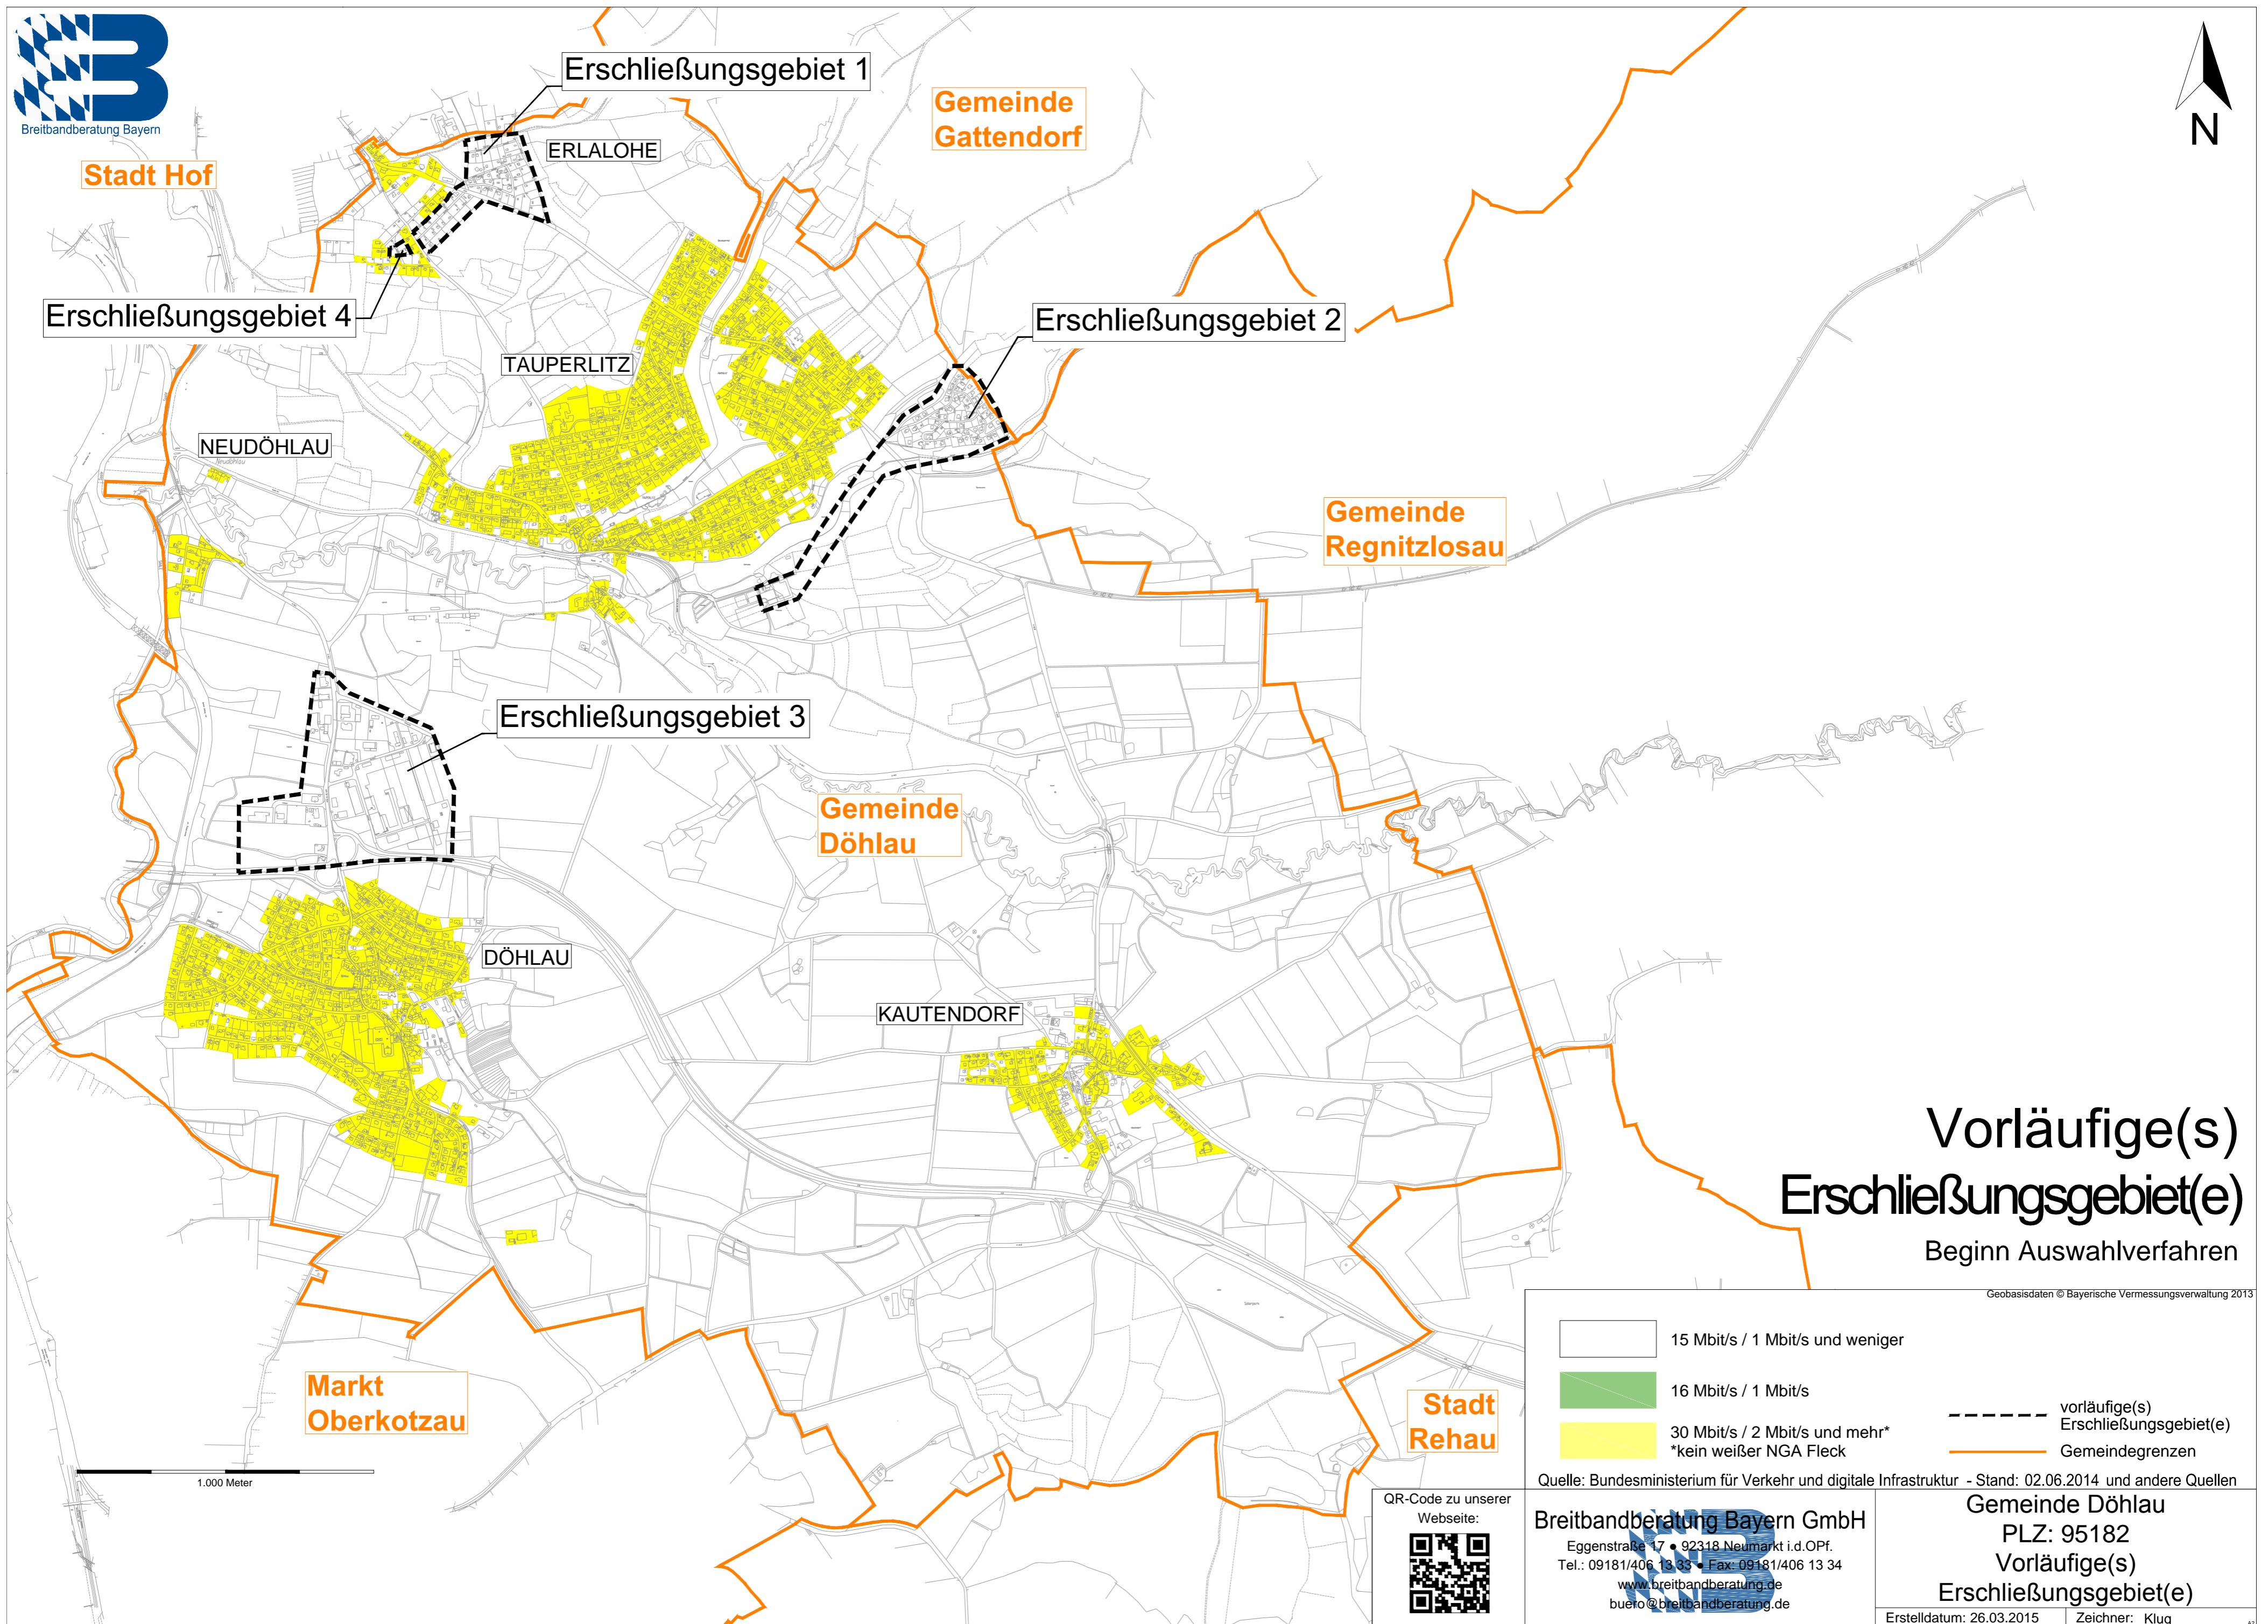 Breitbandberatung Bayern
Erschließungsgebiet 1
Gemeinde
Gattendorf
N
ERLALOHE
Stadt Hof
Erschließungsgebiet 4
Erschließungsgebiet 2
TAUPERLITZ
NEUDÖHLAU
Neudöhlau
Gemeinde
Regnitzlosau
Erschließungsgebiet 3
Gemeinde
Döhlau
DÖHLAU
KAUTENDORF
Vorläufige(s)
Erschließungsgebiet(e)
Beginn Auswahlverfahren
Geobasisdaten © Bayerische Vermessungsverwaltung 2013
15 Mbit/s / 1 Mbit/s und weniger
16 Mbit/s / 1 Mbit/s
30 Mbit/s / 2 Mbit/s und mehr*
*kein weißer NGA Fleck
vorläufige(s)
Erschließungsgebiet(e)
Gemeindegrenzen
Quelle: Bundesministerium für Verkehr und digitale Infrastruktur - Stand: 02.06.2014 und andere Quellen
Markt
Oberkotzau
Stadt
Rehau
1.000 Meter
QR-Code zu unserer
Webseite:
Breitbandberatung Bayern GmbH
Eggenstraße 17 ● 92318 Neumarkt i.d.OPf.
Tel.: 09181/406 13 33 ● Fax: 09181/406 13 34
www.breitbandberatung.de
buero@breitbandberatung.de
Gemeinde Döhlau
PLZ: 95182
Vorläufige(s)
Erschließungsgebiet(e)
Erstelldatum: 26.03.2015
Zeichner: Klug